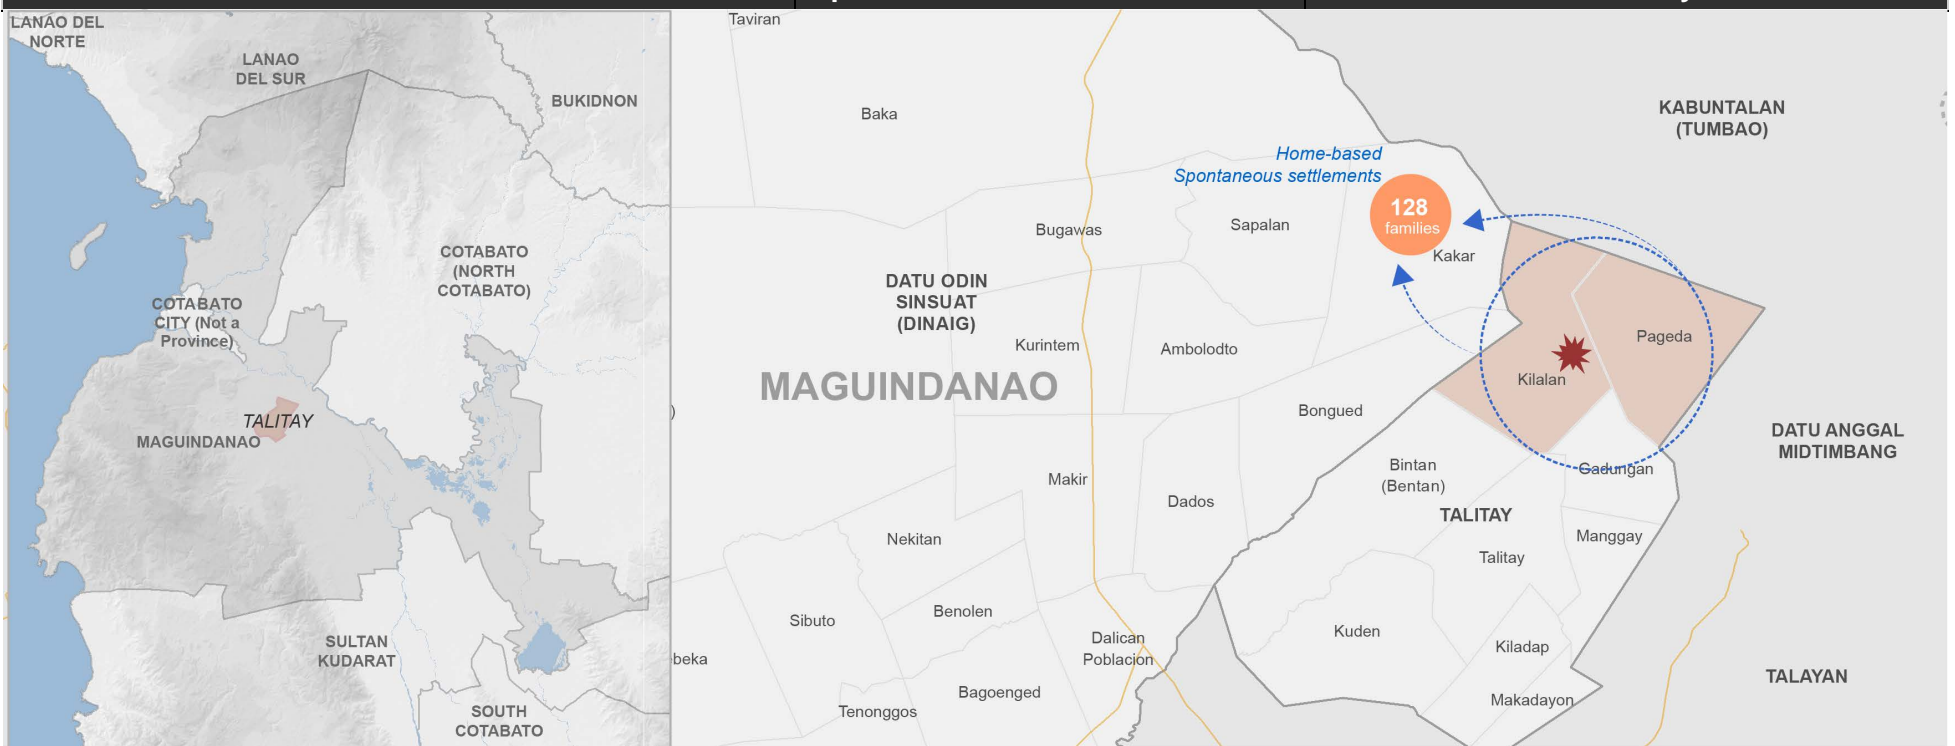 LANAO DEL
NORTE
LANAO
DEL SUR
BUKIDNON
COTABATO
(NORTH
COTABATO)
COTABATO
CITY (Not a
Province)
TALITAY
MAGUINDANAO
SULTAN
KUDARAT
SOUTH
COTABATO
Taviran
Baka
KABUNTALAN
(TUMBAO)
Home-based
Spontaneous settlements
128
families
Kakar
Sapalan
Bugawas
DATU ODIN
SINSUAT
(DINAIG)
Kurintem
Ambolodto
Pageda
Kilalan
MAGUINDANAO
)
Bongued
DATU ANGGAL
MIDTIMBANG
Bintan
(Bentan)
Gadungan
Makir
Dados
TALITAY
Nekitan
Manggay
Talitay
Benolen
Sibuto
Kuden
Dalican
Poblacion
Kiladap
beka
TALAYAN
Bagoenged
Makadayon
Tenonggos